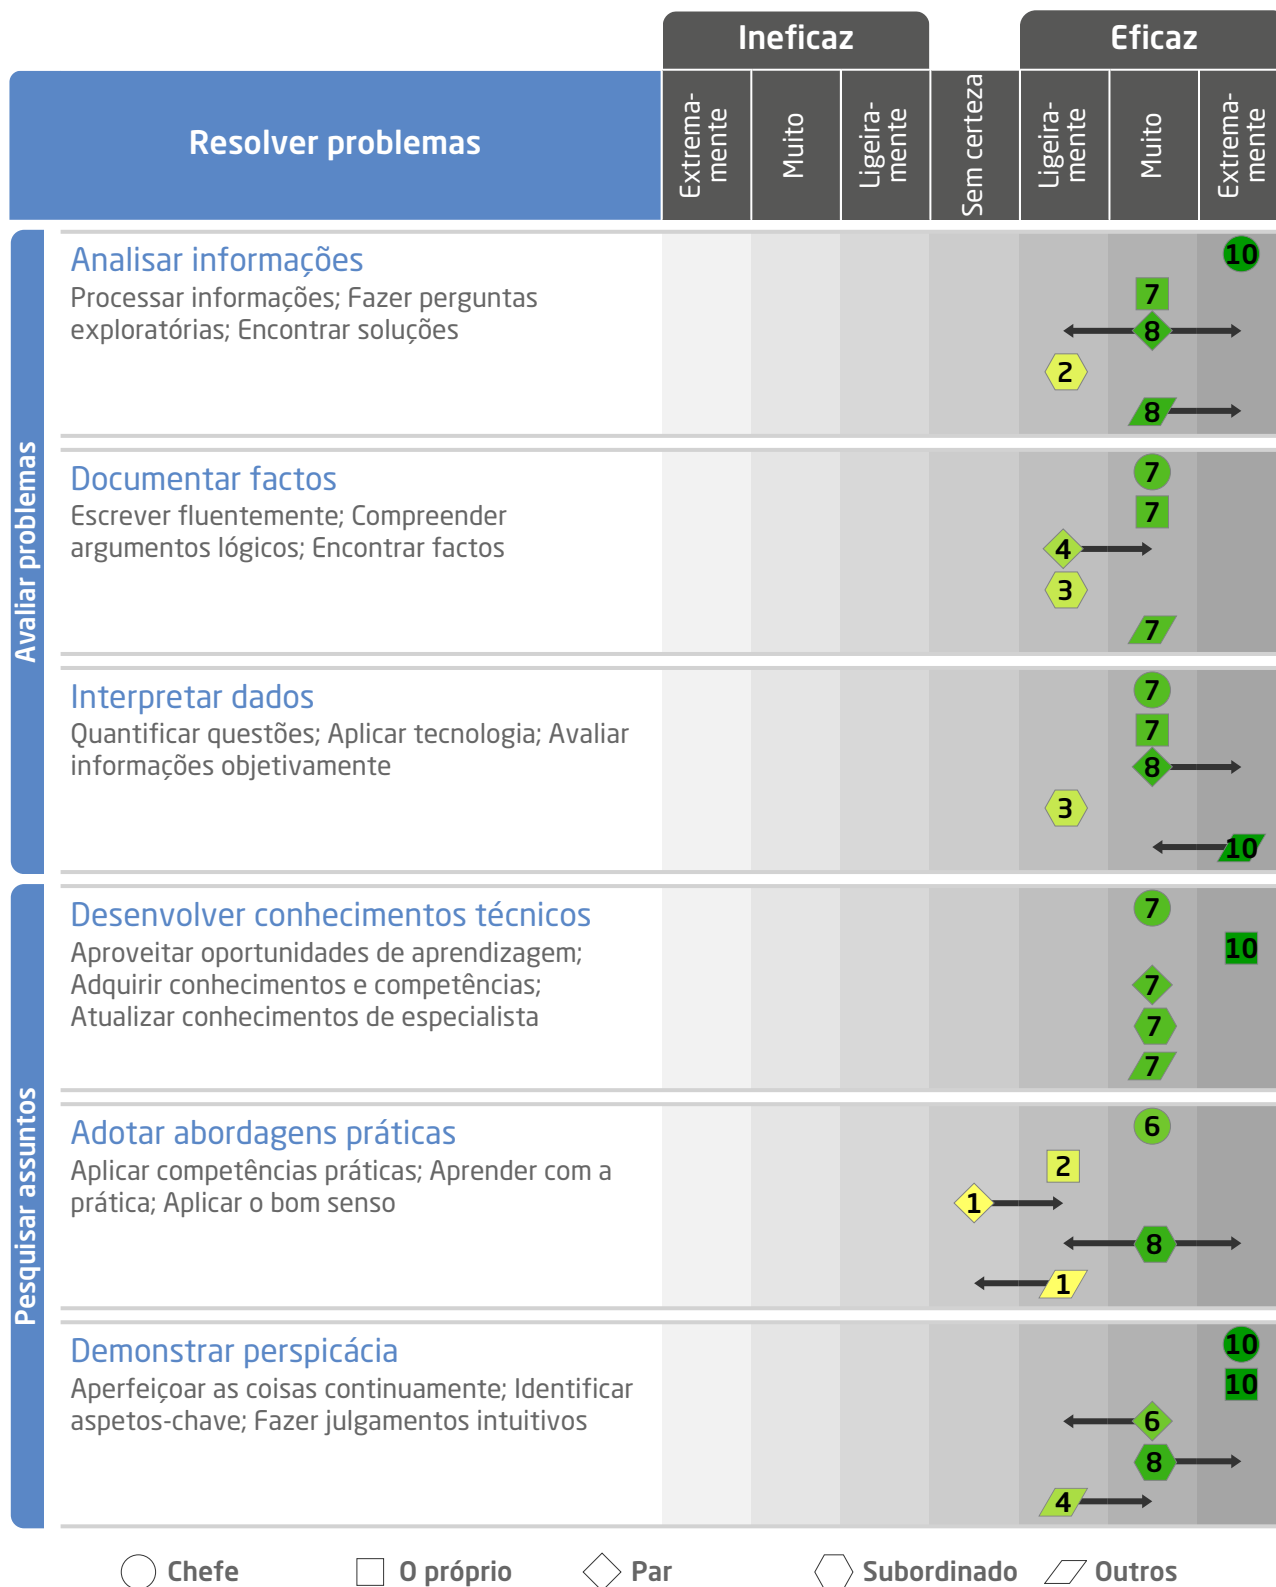 Ineficaz
Eficaz
Resolver problemas
Extrema-
mente
Muito
Ligeira-
mente
Sem certeza
Ligeira-
mente
Muito
Extrema-
mente
Avaliar problemas
Analisar informações
Processar informações; Fazer perguntas
exploratórias; Encontrar soluções
10
7
8
2
8
Documentar factos
Escrever fluentemente; Compreender
argumentos lógicos; Encontrar factos
7
7
4
3
7
Interpretar dados
Quantificar questões; Aplicar tecnologia; Avaliar
informações objetivamente
7
7
8
3
10
Pesquisar assuntos
Desenvolver conhecimentos técnicos
Aproveitar oportunidades de aprendizagem;
Adquirir conhecimentos e competências;
Atualizar conhecimentos de especialista
7
10
7
7
7
Adotar abordagens práticas
Aplicar competências práticas; Aprender com a
prática; Aplicar o bom senso
6
2
1
8
1
Demonstrar perspicácia
Aperfeiçoar as coisas continuamente; Identificar
aspetos-chave; Fazer julgamentos intuitivos
10
10
6
8
4
Chefe
O próprio
Par
Subordinado
Outros